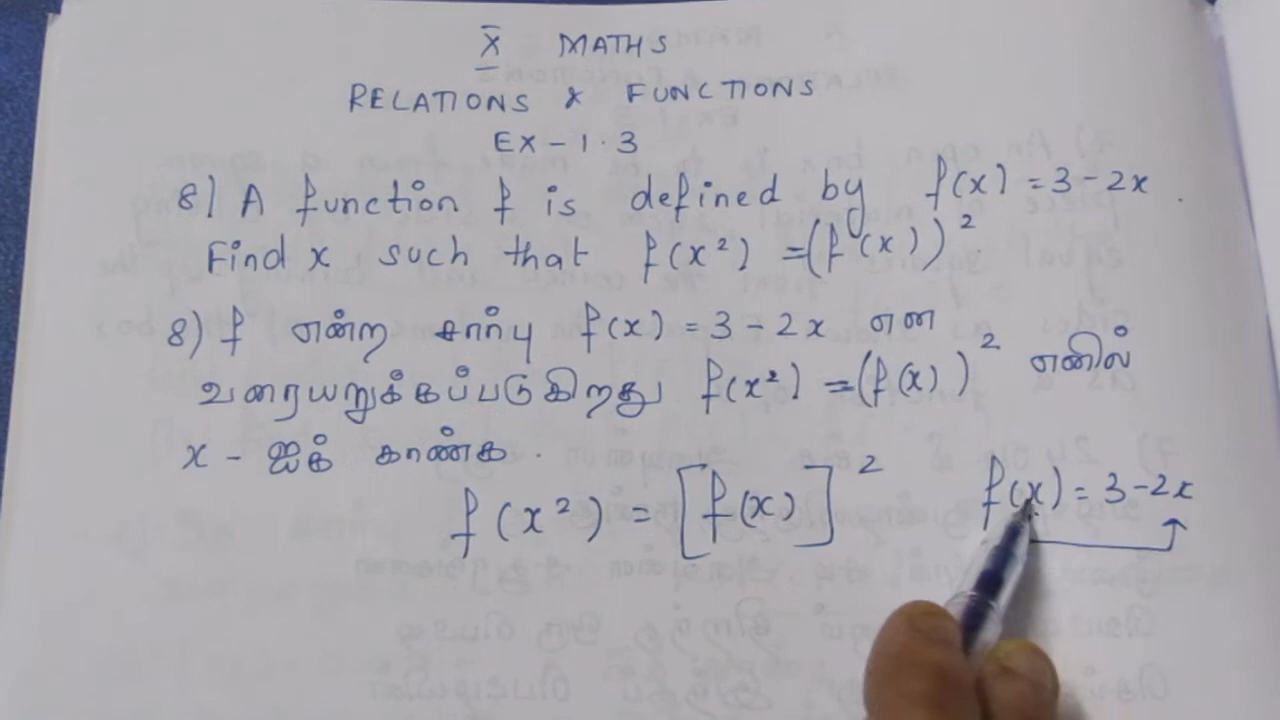 X MATHS
RELATIONS & FUNCTIONS
EX - 1.3
8) A function f is defined by f(x) = 3 - 2x.
Find x such that f(x²) = (f(x))²
8) f என்ற சார்பு f(x) = 3 - 2x என
வரையறுக்கப்படுகிறது f(x²) = (f(x))² எனில்
x - ஐக் காண்க.
f(x²) = [f(x)]² f(x) = 3 - 2x